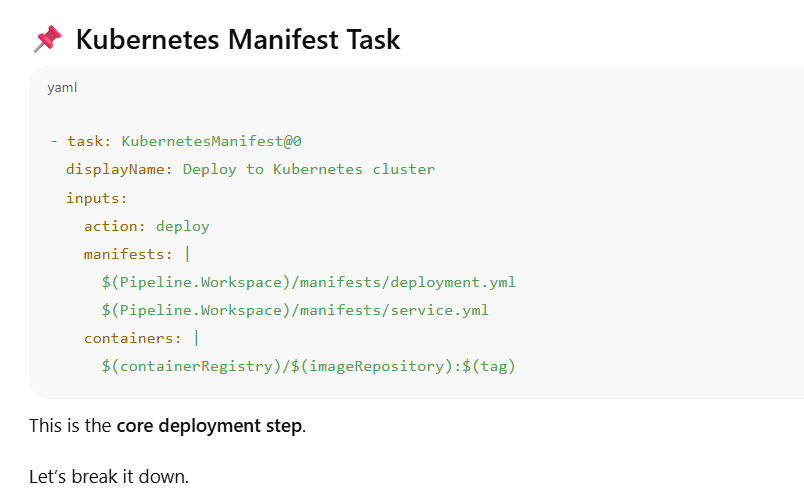 📌 Kubernetes Manifest Task
yaml
- task: KubernetesManifest@0
  displayName: Deploy to Kubernetes cluster
  inputs:
    action: deploy
    manifests: |
      $(Pipeline.Workspace)/manifests/deployment.yml
      $(Pipeline.Workspace)/manifests/service.yml
    containers: |
      $(containerRegistry)/$(imageRepository):$(tag)
This is the core deployment step.
Let’s break it down.